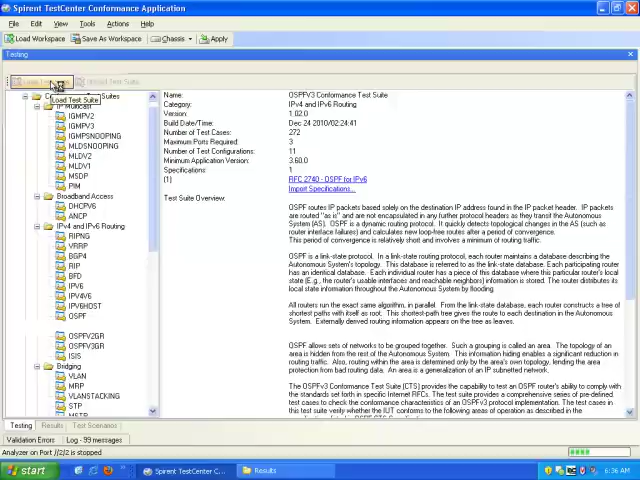 Spirent TestCenter Conformance Application
File Edit View Tools Actions Help
Load Workspace Save As Workspace Chassis Apply
Testing
Load Test Suite
Suites
IP Multicast
IGMPV2
IGMPV3
IGMPSNOOPING
MLDSNOOPING
MLDV2
MLDV1
MSDP
PIM
Broadband Access
DHCPV6
ANCP
IPv4 and IPv6 Routing
RIPNG
VRRP
BGP4
RIP
BFD
IPV6
IPV4V6
IPV6HOST
OSPF
OSPFV2GR
OSPFV3GR
ISIS
Bridging
VLAN
MRP
VLANSTACKING
STP
MSTP
Name: OSPFV3 Conformance Test Suite
Category: IPv4 and IPv6 Routing
Version: 1.02.0
Build Date/Time: Dec 24 2010/02:24:41
Number of Test Cases: 272
Maximum Ports Required: 3
Number of Test Configurations: 11
Minimum Application Version: 3.60.0
Specifications: 1
(1) RFC 2740 - OSPF for IPv6
Import Specifications...
Test Suite Overview:
OSPF routes IP packets based solely on the destination IP address found in the IP packet header. IP packets
are routed "as is" and are not encapsulated in any further protocol headers as they transit the Autonomous
System (AS). OSPF is a dynamic routing protocol. It quickly detects topological changes in the AS (such as
router interface failures) and calculates new loop-free routes after a period of convergence.
This period of convergence is relatively short and involves a minimum of routing traffic.
OSPF is a link-state protocol. In a link-state routing protocol, each router maintains a database describing the
Autonomous System's topology. This database is referred to as the link-state database. Each participating router
has an identical database. Each individual router has a piece of this database where this particular router's local
state (E.g., the router's usable interfaces and reachable neighbors) information is stored. The router distributes its
local state information throughout the Autonomous System by flooding.
All routers run the exact same algorithm, in parallel. From the link-state database, each router constructs a tree of
shortest paths with itself as root. This shortest-path tree gives the route to each destination in the Autonomous
System. Externally derived routing information appears on the tree as leaves.
OSPF allows sets of networks to be grouped together. Such a grouping is called an area. The topology of an
area is hidden from the rest of the Autonomous System. This information hiding enables a significant reduction in
routing traffic. Also, routing within the area is determined only by the area's own topology, lending the area
protection from bad routing data. An area is a generalization of an IP subnetted network.
The OSPFv3 Conformance Test Suite (CTS) provides the capability to test an OSPF router's ability to comply with
the standards set forth in specific Internet RFCs. The test suite provides a comprehensive series of pre-defined
test cases to check the conformance characteristics of an OSPFv3 protocol implementation. The test cases in
this test suite verify whether the IUT conforms to the following areas of operation as described in the
Testing Results Test Scenarios
Validation Errors Log - 99 messages
Analyzer on Port //2/2 is stopped
start Spirent TestCenter C... Results 6:36 AM